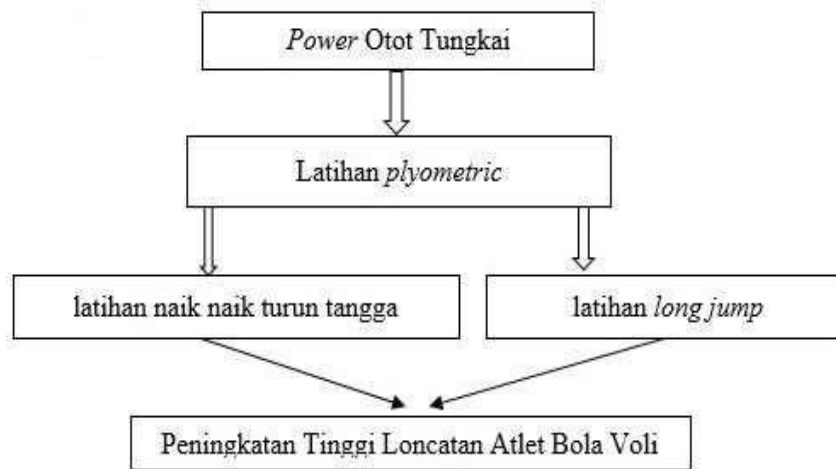 Power Otot Tungkai
Latihan plyometric
latihan naik naik turun tangga
latihan long jump
Peningkatan Tinggi Loncatan Atlet Bola Voli